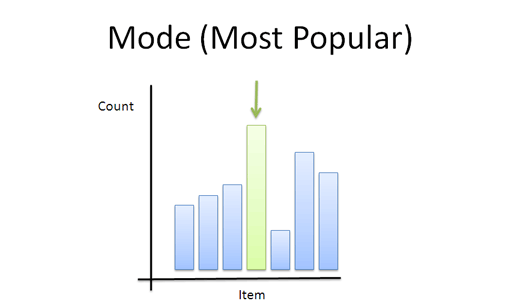 Mode (Most Popular)
Count
Item